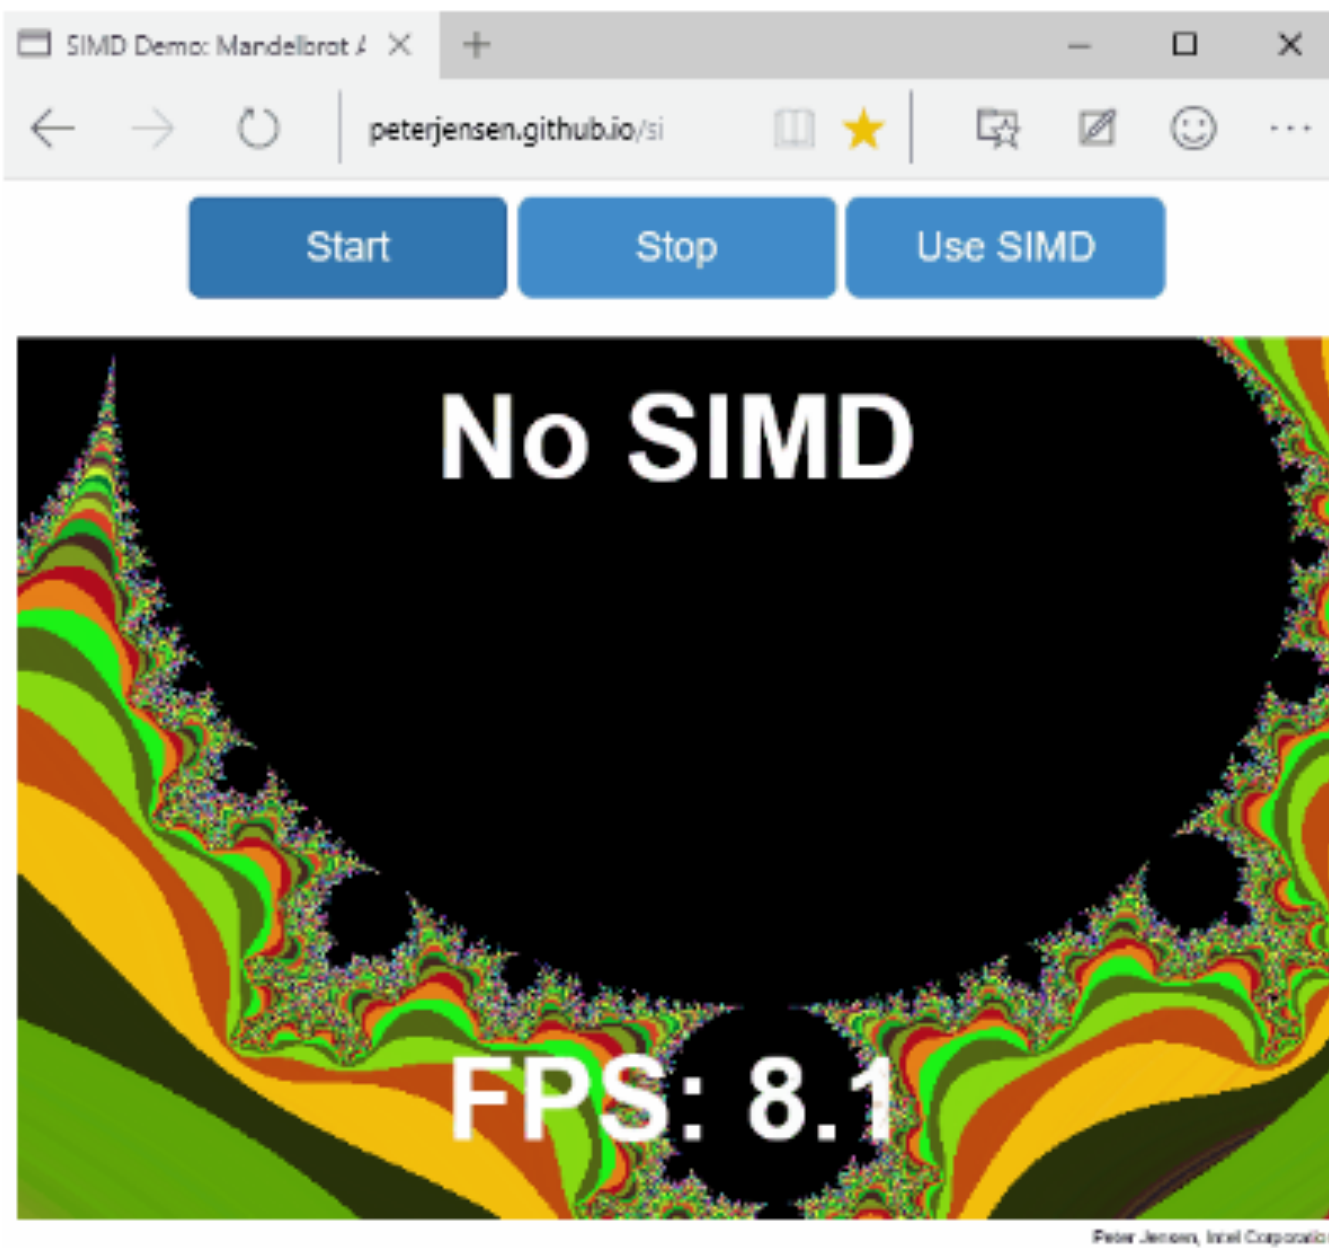 SIMD Demo: Mandelbrot A
peterjensen.github.io/si
Start Stop Use SIMD
No SIMD
FPS: 8.1
Peter Jensen, Intel Corporatio